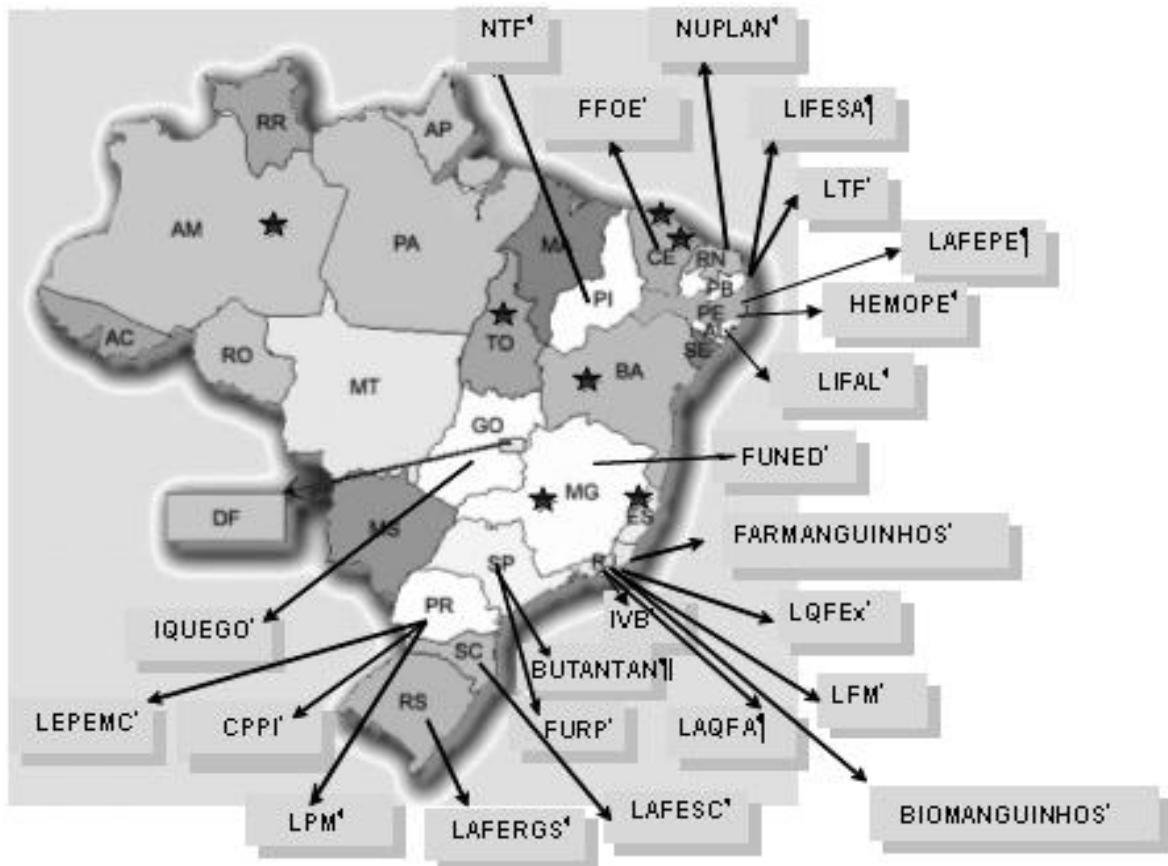 NTF¶
NUPLAN¶
FFOE'
LIFESA¶
LTF'
LAFEPE¶
HEMOPE¶
LIFAL¶
FUNED'
FARMANGUINHOS'
LQFEx'
LFM'
BIOMANGUINHOS'
LAQFA¶
IVB'
BUTANTAN¶
FURP'
LAFESC¶
LAFERGS¶
LPM¶
CPPI'
LEPEMC'
IQUEGO'
DF
RR
AP
AM
PA
MA
CE
RN
PB
PI
PE
AL
SE
AC
RO
TO
BA
MT
GO
MG
ES
MS
SP
RJ
PR
SC
RS